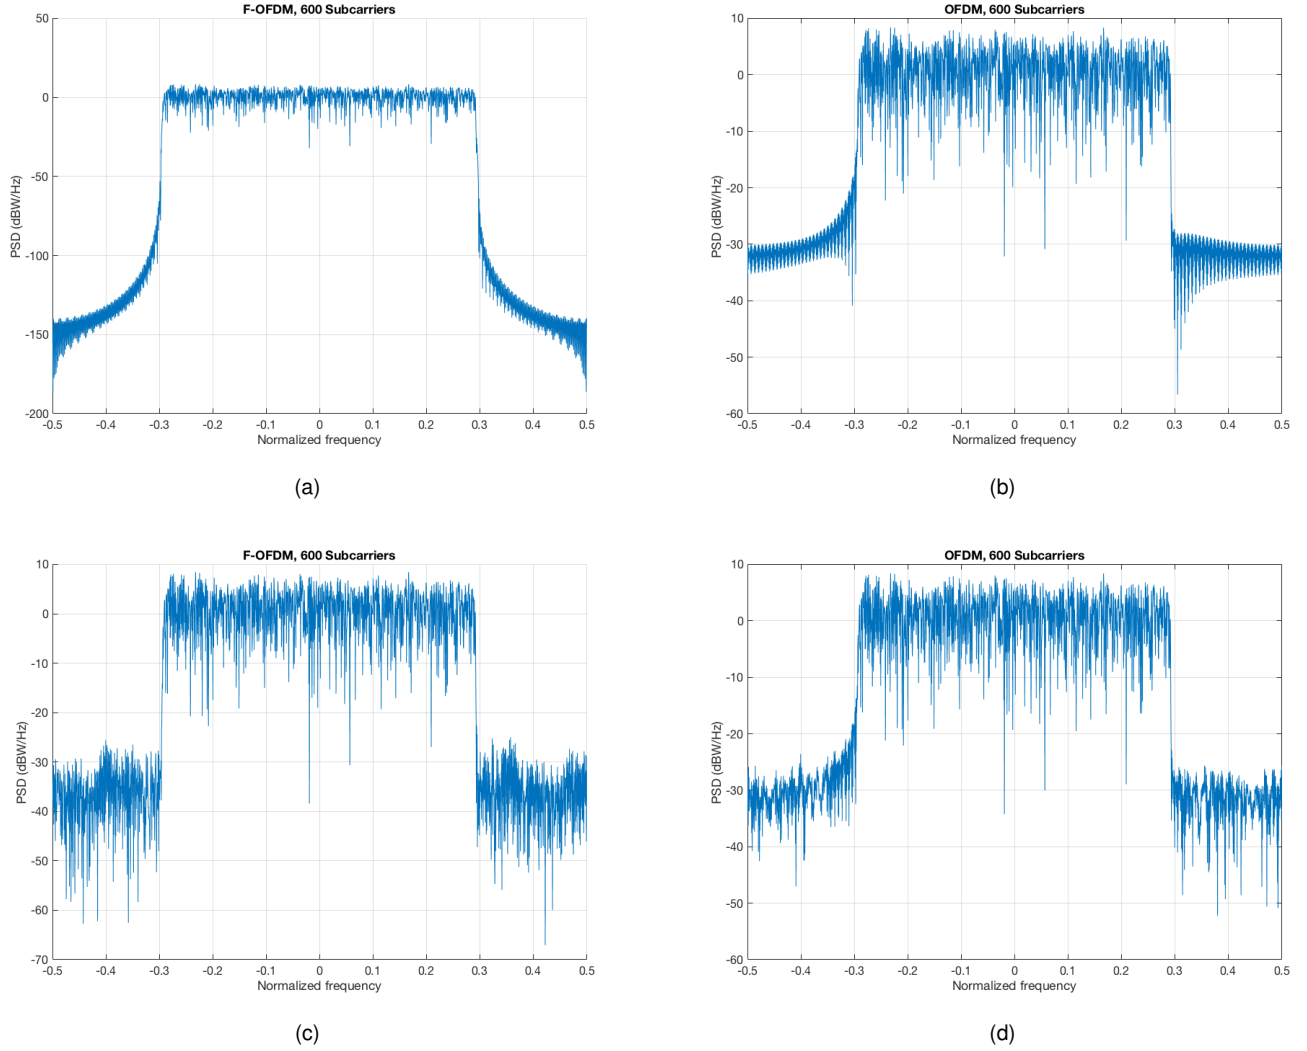 F-OFDM, 600 Subcarriers
50
0
-50
-100
-150
-200
PSD (dBW/Hz)
-0.5 -0.4 -0.3 -0.2 -0.1 0 0.1 0.2 0.3 0.4 0.5
Normalized frequency
(a)
OFDM, 600 Subcarriers
10
0
-10
-20
-30
-40
-50
-60
PSD (dBW/Hz)
-0.5 -0.4 -0.3 -0.2 -0.1 0 0.1 0.2 0.3 0.4 0.5
Normalized frequency
(b)
F-OFDM, 600 Subcarriers
10
0
-10
-20
-30
-40
-50
-60
-70
PSD (dBW/Hz)
-0.5 -0.4 -0.3 -0.2 -0.1 0 0.1 0.2 0.3 0.4 0.5
Normalized frequency
(c)
OFDM, 600 Subcarriers
10
0
-10
-20
-30
-40
-50
-60
PSD (dBW/Hz)
-0.5 -0.4 -0.3 -0.2 -0.1 0 0.1 0.2 0.3 0.4 0.5
Normalized frequency
(d)